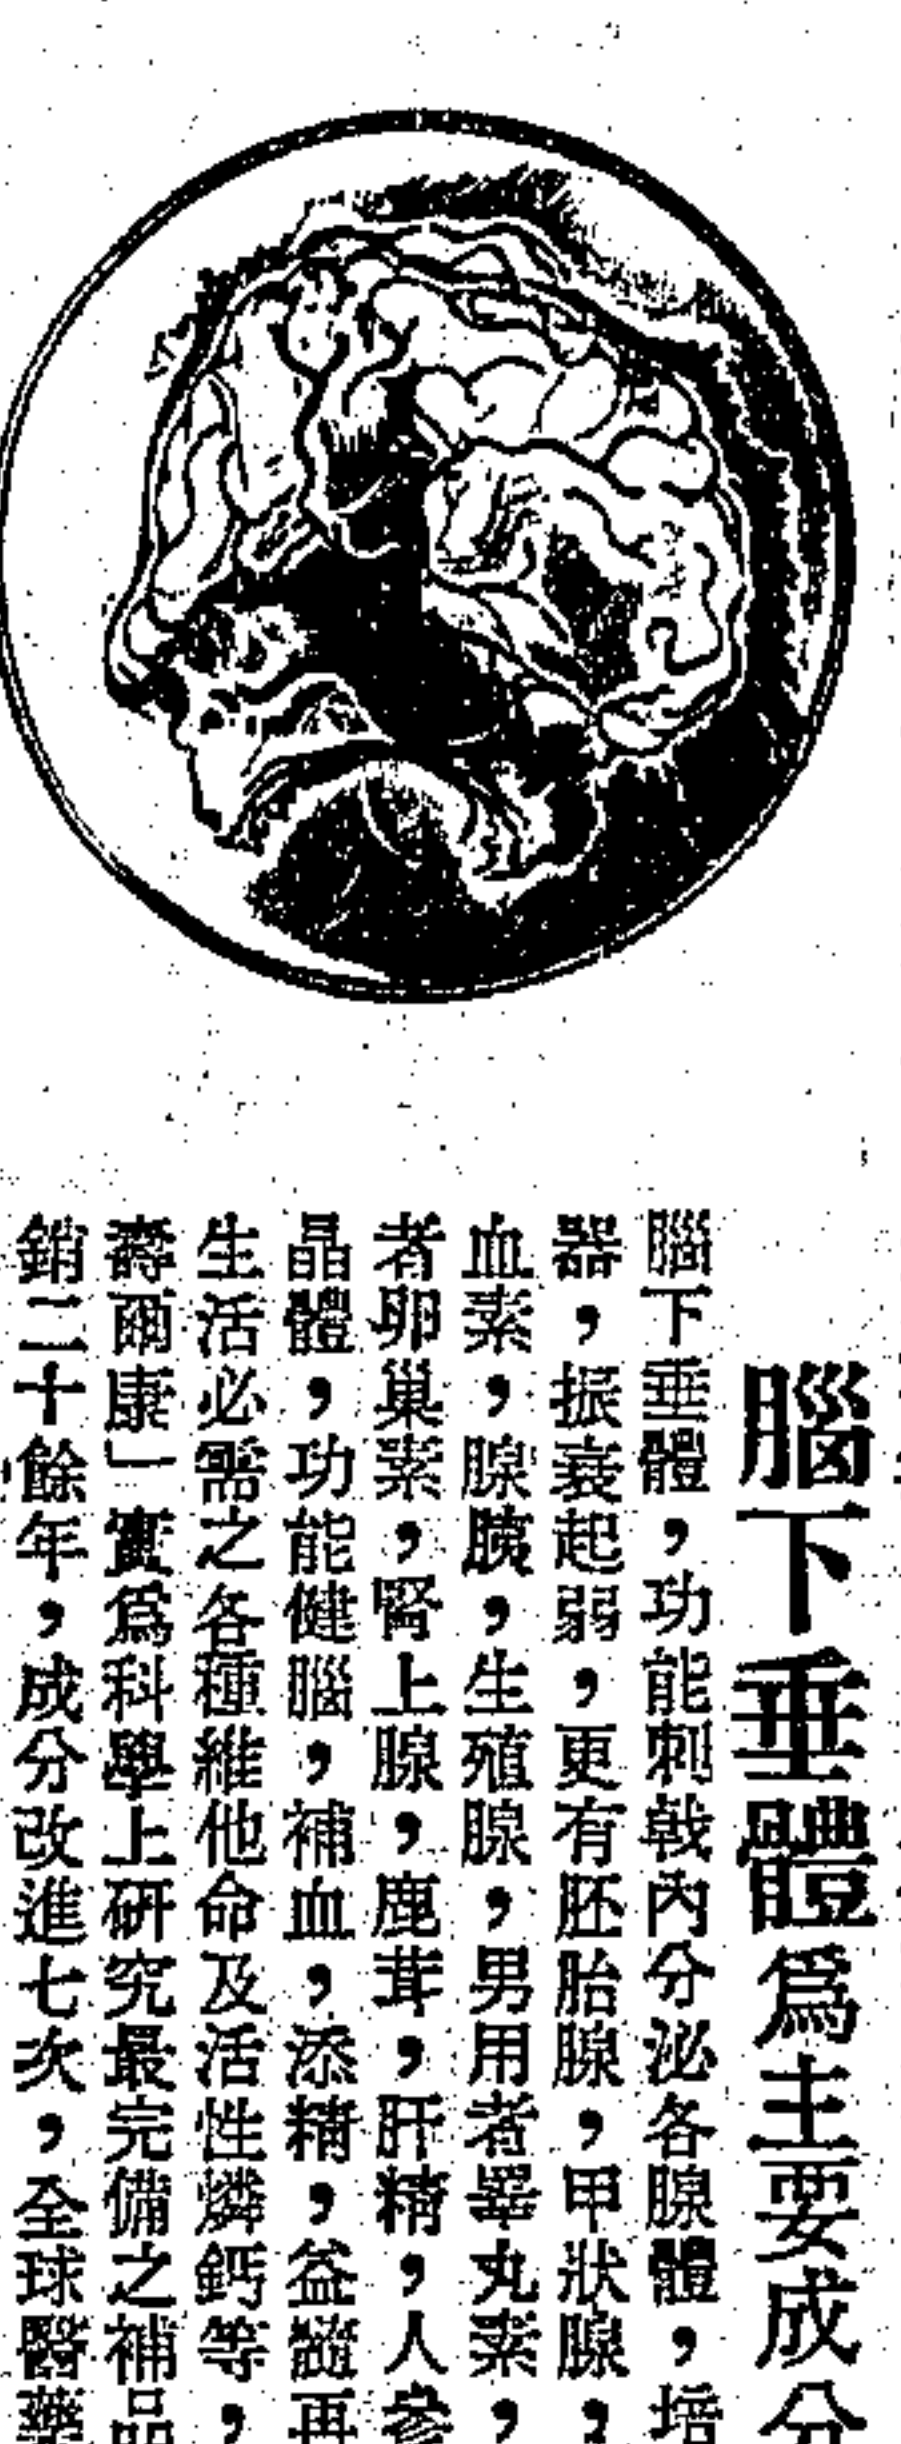 腦下垂體爲主要成分
腦下垂體，功能刺戟內分泌各腺體，培
器，振衰起弱，更有胚胎腺，甲狀腺，
血素，腺胰，生殖腺，男用者睪丸素，
者卵巢素，腎上腺，鹿茸，肝精，人參
晶體，功能健腦，補血，添精，益髓再
生活必需之各種維他命及活性燐鈣等，
壽爾康」實爲科學上研究最完備之補品
銷二十餘年，成分改進七次，全球醫藥